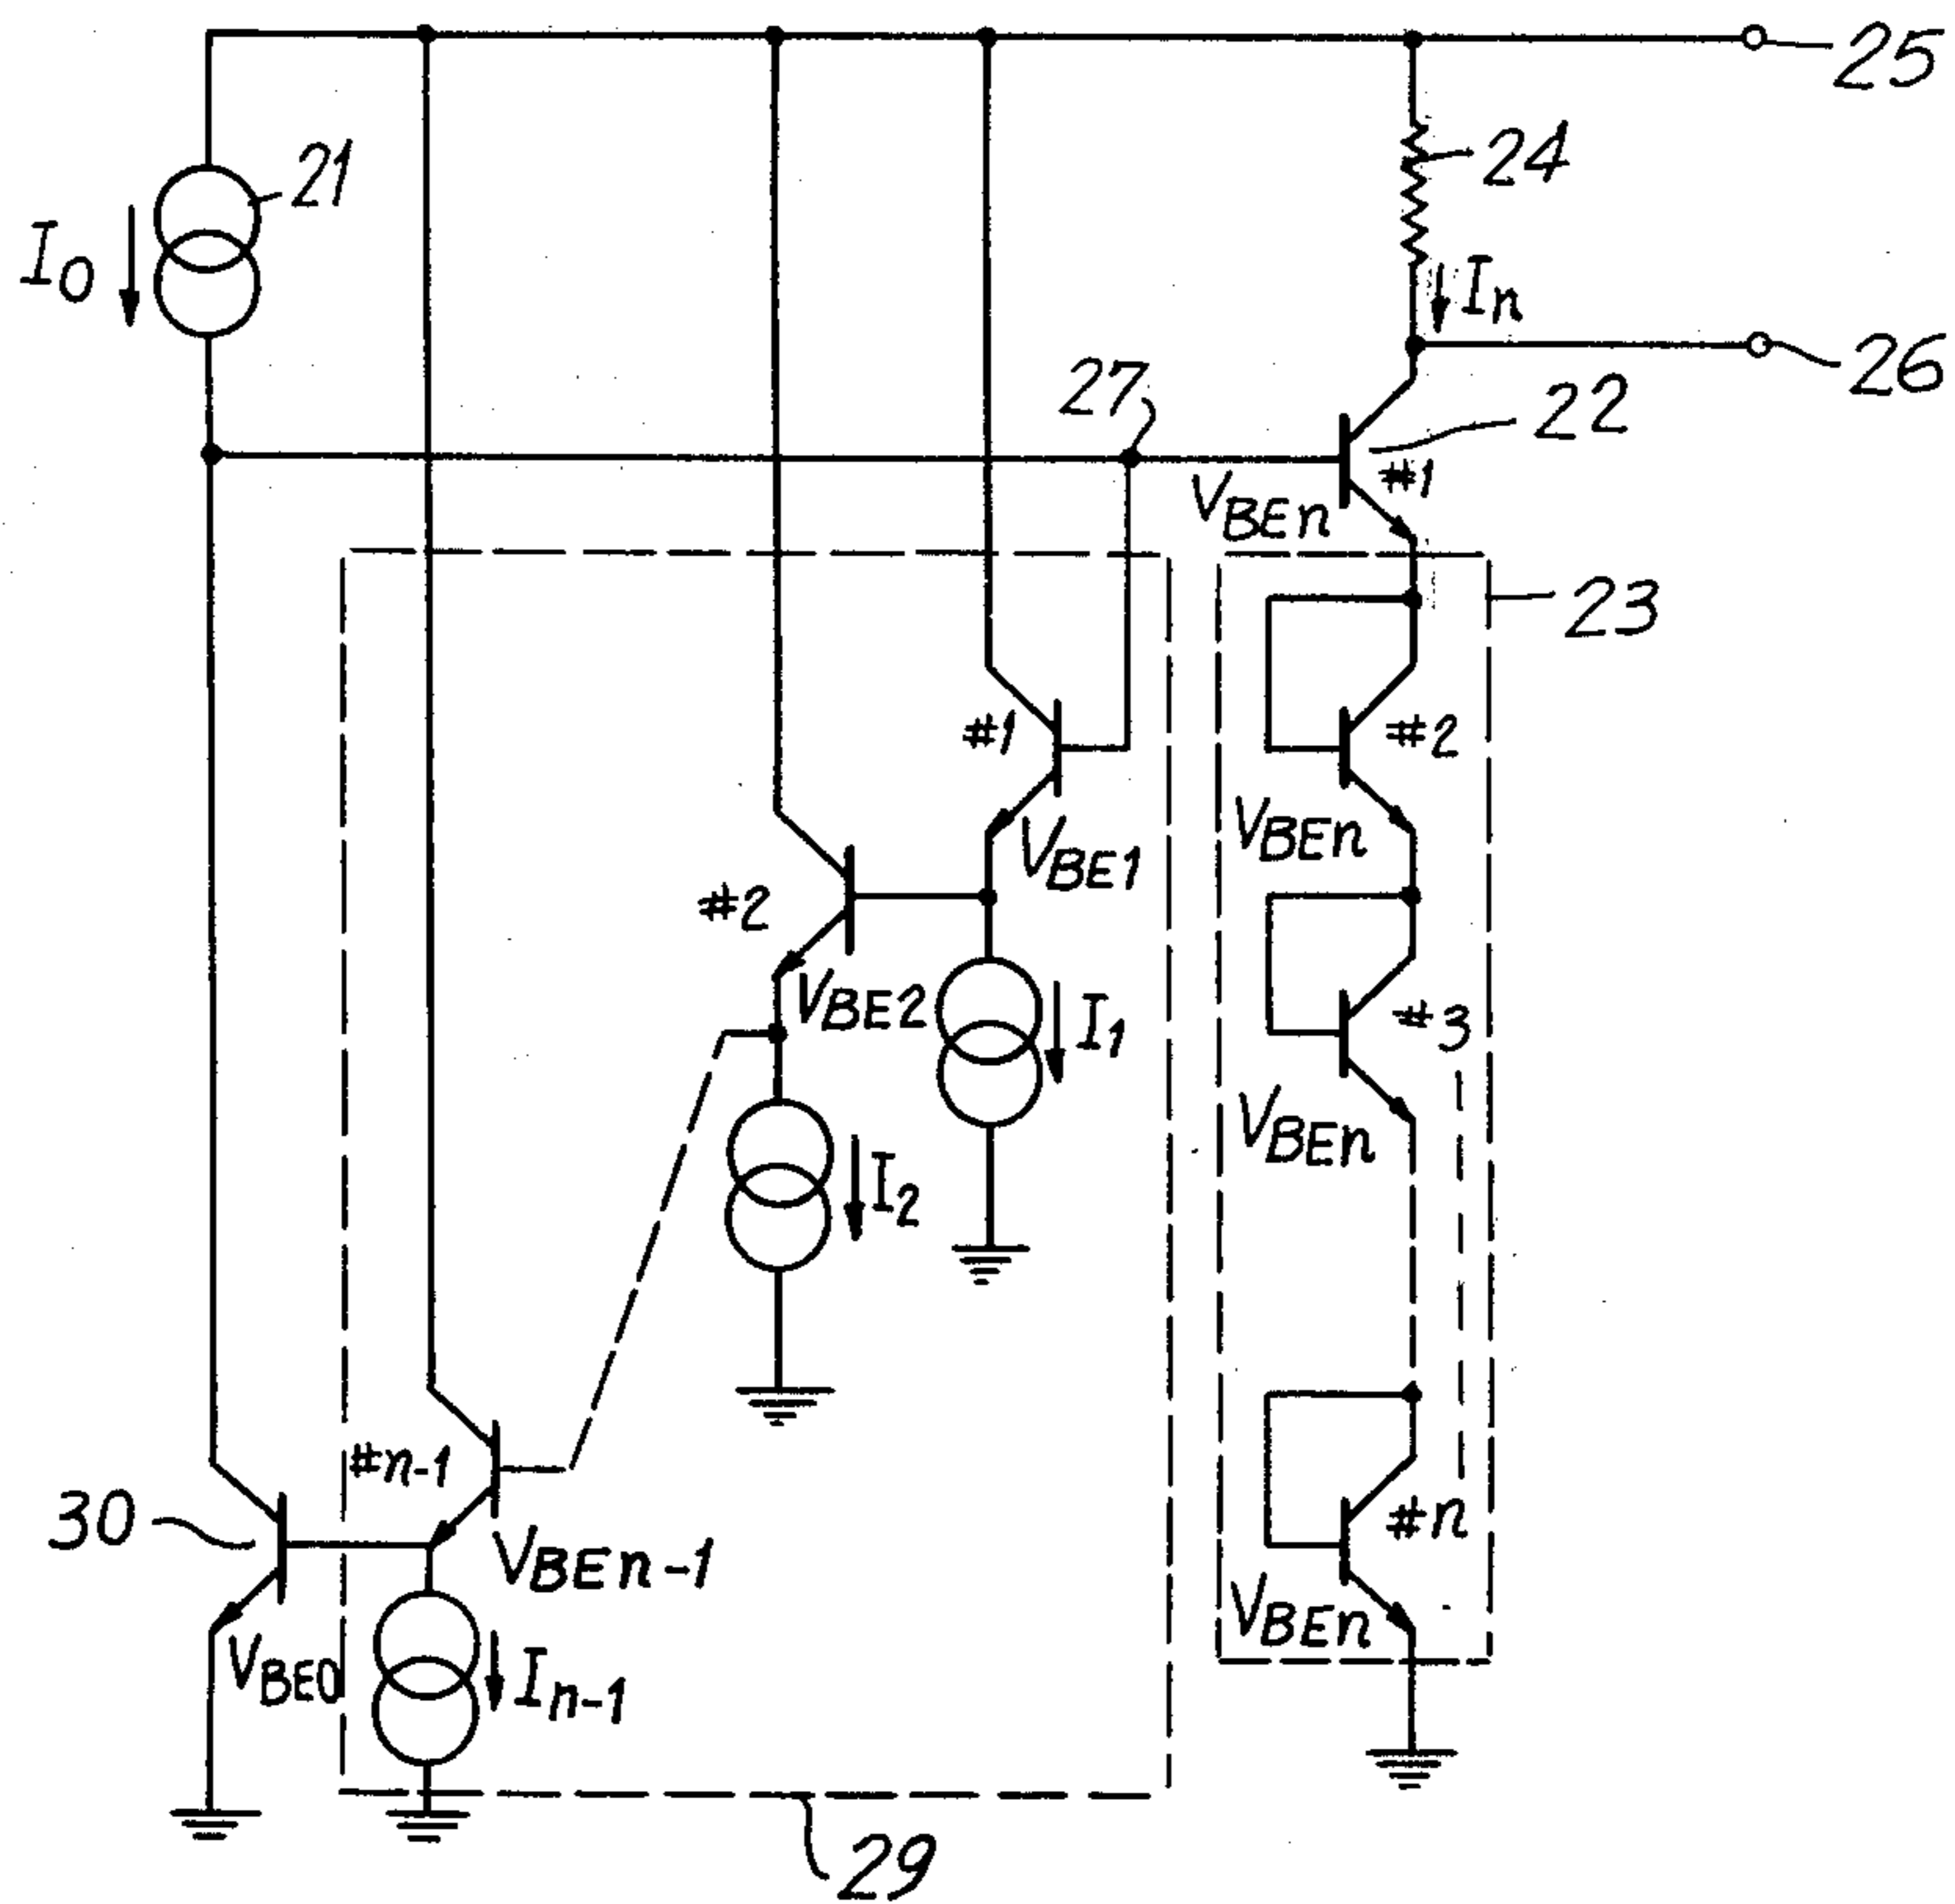 25
21
24
I0
In
27
26
22
#1
VBEn
23
#1
#2
VBEn
VBE1
#2
VBE2
I1
#3
VBEn
I2
#n-1
#n
30
VBEn-1
VBEn
VBE0
In-1
29